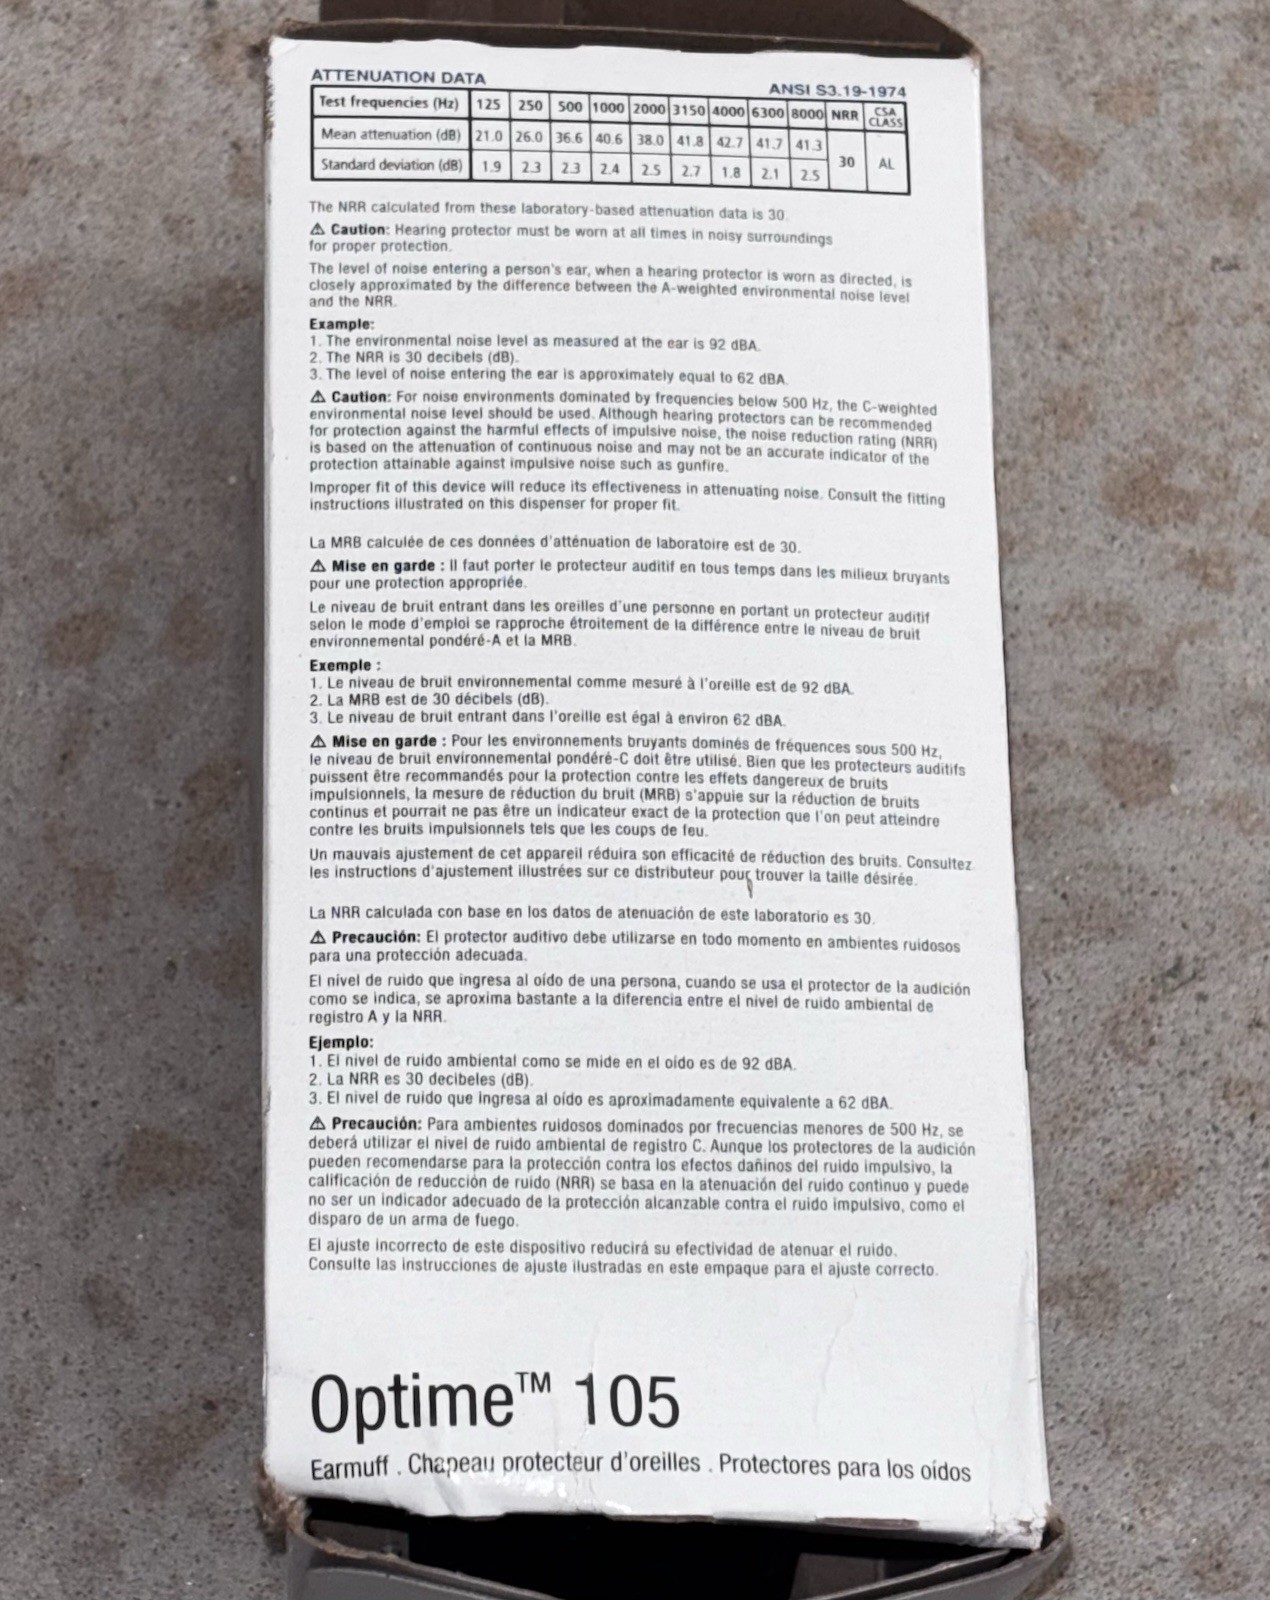 ATTENUATION DATA ANSI S3.19-1974
Test frequencies (Hz) 125 250 500 1000 2000 3150 4000 6300 8000 NRR CSA CLASS
Mean attenuation (dB) 21.0 26.0 36.6 40.6 38.0 41.8 42.7 41.7 41.3
Standard deviation (dB) 1.9 2.3 2.3 2.4 2.5 2.7 1.8 2.1 2.5 30 AL
The NRR calculated from these laboratory-based attenuation data is 30.
⚠ Caution: Hearing protector must be worn at all times in noisy surroundings
for proper protection.
The level of noise entering a person's ear, when a hearing protector is worn as directed, is
closely approximated by the difference between the A-weighted environmental noise level
and the NRR.
Example:
1. The environmental noise level as measured at the ear is 92 dBA.
2. The NRR is 30 decibels (dB).
3. The level of noise entering the ear is approximately equal to 62 dBA.
⚠ Caution: For noise environments dominated by frequencies below 500 Hz, the C-weighted
environmental noise level should be used. Although hearing protectors can be recommended
for protection against the harmful effects of impulsive noise, the noise reduction rating (NRR)
is based on the attenuation of continuous noise and may not be an accurate indicator of the
protection attainable against impulsive noise such as gunfire.
Improper fit of this device will reduce its effectiveness in attenuating noise. Consult the fitting
instructions illustrated on this dispenser for proper fit.
La MRB calculée de ces données d'atténuation de laboratoire est de 30.
⚠ Mise en garde : Il faut porter le protecteur auditif en tous temps dans les milieux bruyants
pour une protection appropriée.
Le niveau de bruit entrant dans les oreilles d'une personne en portant un protecteur auditif
selon le mode d'emploi se rapproche étroitement de la différence entre le niveau de bruit
environnemental pondéré-A et la MRB.
Exemple :
1. Le niveau de bruit environnemental comme mesuré à l'oreille est de 92 dBA.
2. La MRB est de 30 décibels (dB).
3. Le niveau de bruit entrant dans l'oreille est égal à environ 62 dBA.
⚠ Mise en garde : Pour les environnements bruyants dominés de fréquences sous 500 Hz,
le niveau de bruit environnemental pondéré-C doit être utilisé. Bien que les protecteurs auditifs
puissent être recommandés pour la protection contre les effets dangereux de bruits
impulsionnels, la mesure de réduction du bruit (MRB) s'appuie sur la réduction de bruits
continus et pourrait ne pas être un indicateur exact de la protection que l'on peut atteindre
contre les bruits impulsionnels tels que les coups de feu.
Un mauvais ajustement de cet appareil réduira son efficacité de réduction des bruits. Consultez
les instructions d'ajustement illustrées sur ce distributeur pour trouver la taille désirée.
La NRR calculada con base en los datos de atenuación de este laboratorio es 30.
⚠ Precaución: El protector auditivo debe utilizarse en todo momento en ambientes ruidosos
para una protección adecuada.
El nivel de ruido que ingresa al oído de una persona, cuando se usa el protector de la audición
como se indica, se aproxima bastante a la diferencia entre el nivel de ruido ambiental de
registro A y la NRR.
Ejemplo:
1. El nivel de ruido ambiental como se mide en el oído es de 92 dBA.
2. La NRR es 30 decibeles (dB).
3. El nivel de ruido que ingresa al oído es aproximadamente equivalente a 62 dBA.
⚠ Precaución: Para ambientes ruidosos dominados por frecuencias menores de 500 Hz, se
deberá utilizar el nivel de ruido ambiental de registro C. Aunque los protectores de la audición
pueden recomendarse para la protección contra los efectos dañinos del ruido impulsivo, la
calificación de reducción de ruido (NRR) se basa en la atenuación del ruido continuo y puede
no ser un indicador adecuado de la protección alcanzable contra el ruido impulsivo, como el
disparo de un arma de fuego.
El ajuste incorrecto de este dispositivo reducirá su efectividad de atenuar el ruido.
Consulte las instrucciones de ajuste ilustradas en este empaque para el ajuste correcto.
Optime™ 105
Earmuff . Chapeau protecteur d'oreilles . Protectores para los oídos